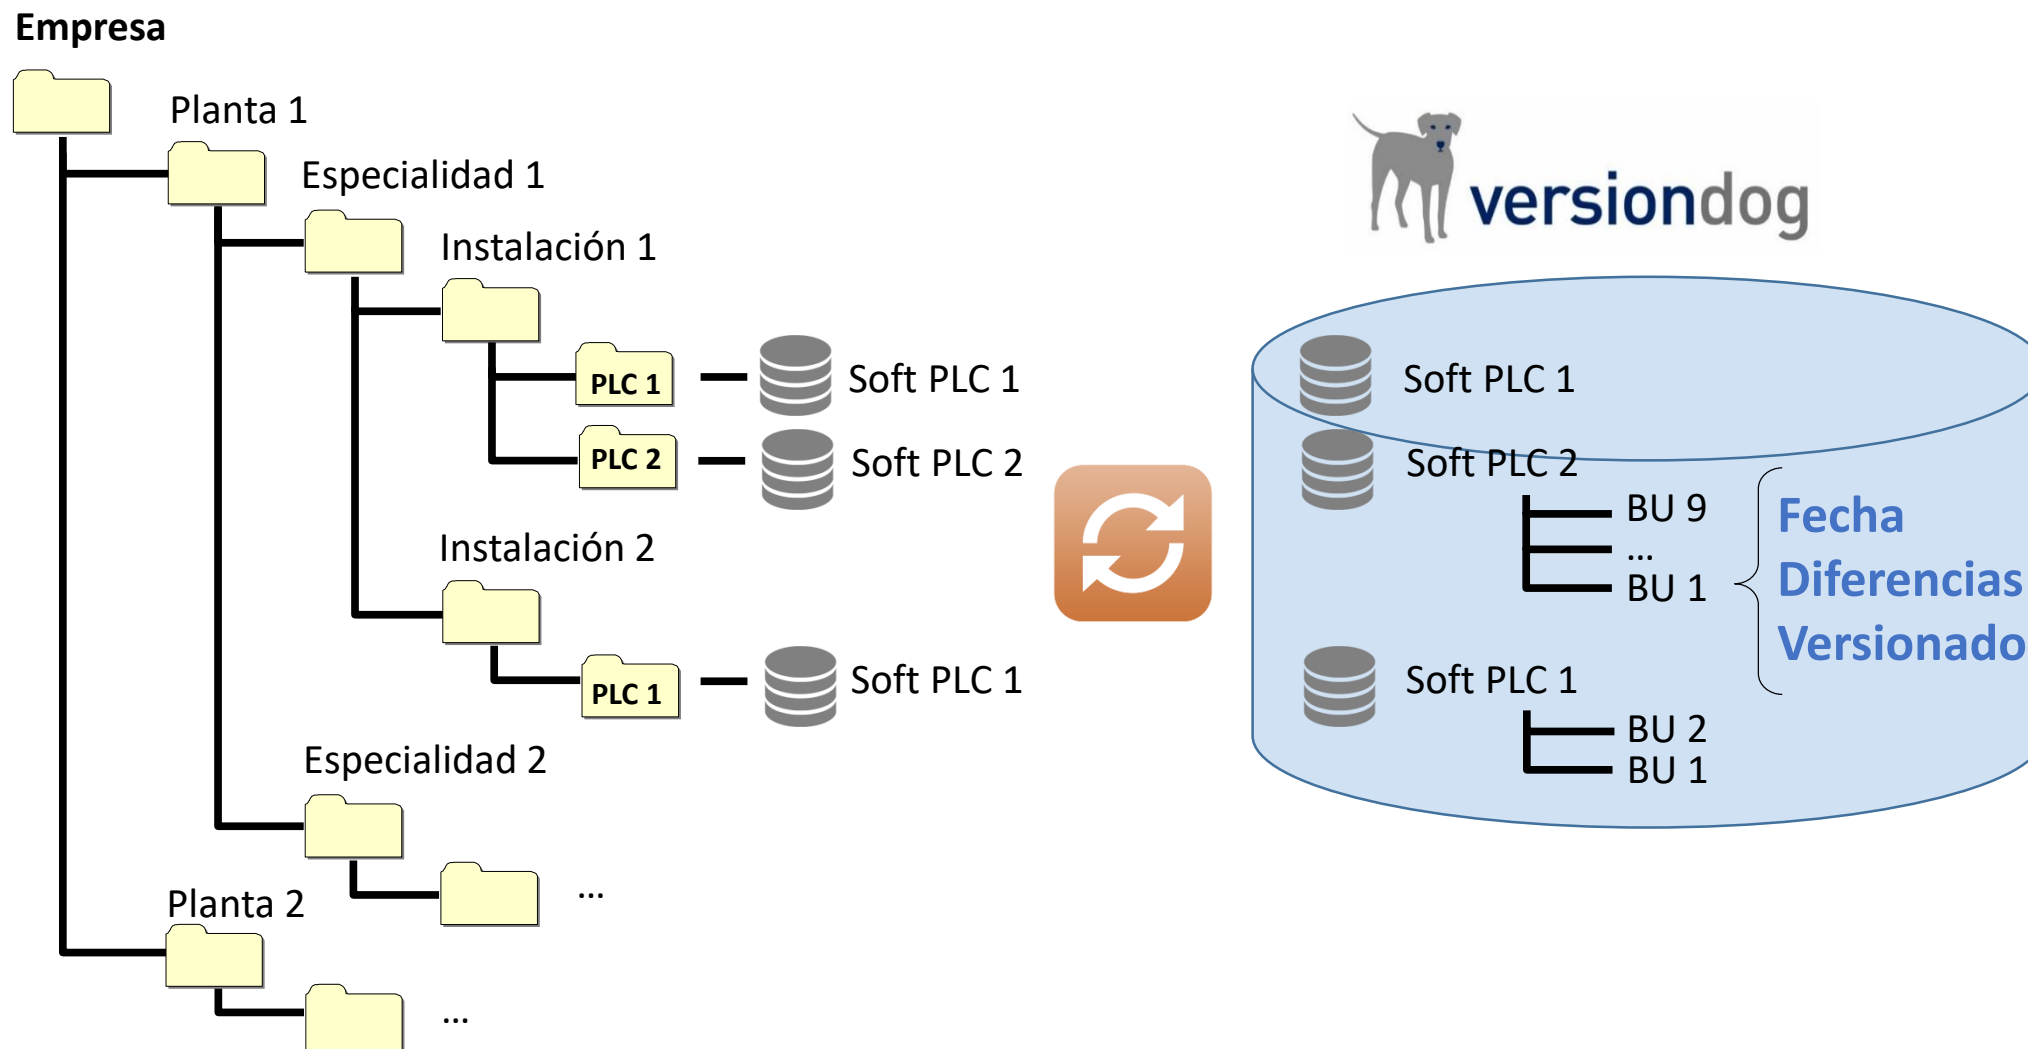 Empresa
Planta 1
Especialidad 1
Instalación 1
PLC 1
Soft PLC 1
PLC 2
Soft PLC 2
Instalación 2
PLC 1
Soft PLC 1
Especialidad 2
...
Planta 2
...
versiondog
Soft PLC 1
Soft PLC 2
BU 9
...
BU 1
Fecha
Diferencias
Versionado
Soft PLC 1
BU 2
BU 1